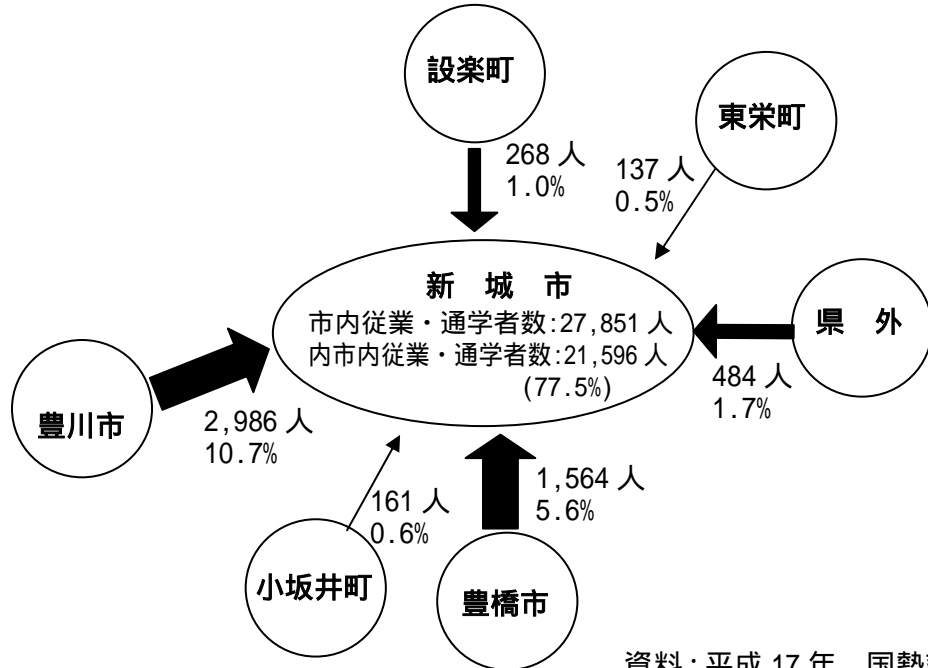 設楽町
268 人
1.0%
東栄町
137 人
0.5%
新 城 市
市内従業・通学者数:27,851 人
内市内従業・通学者数:21,596 人
(77.5%)
県 外
484 人
1.7%
豊川市
2,986 人
10.7%
161 人
0.6%
小坂井町
1,564 人
5.6%
豊橋市
資料:平成 17 年 国勢